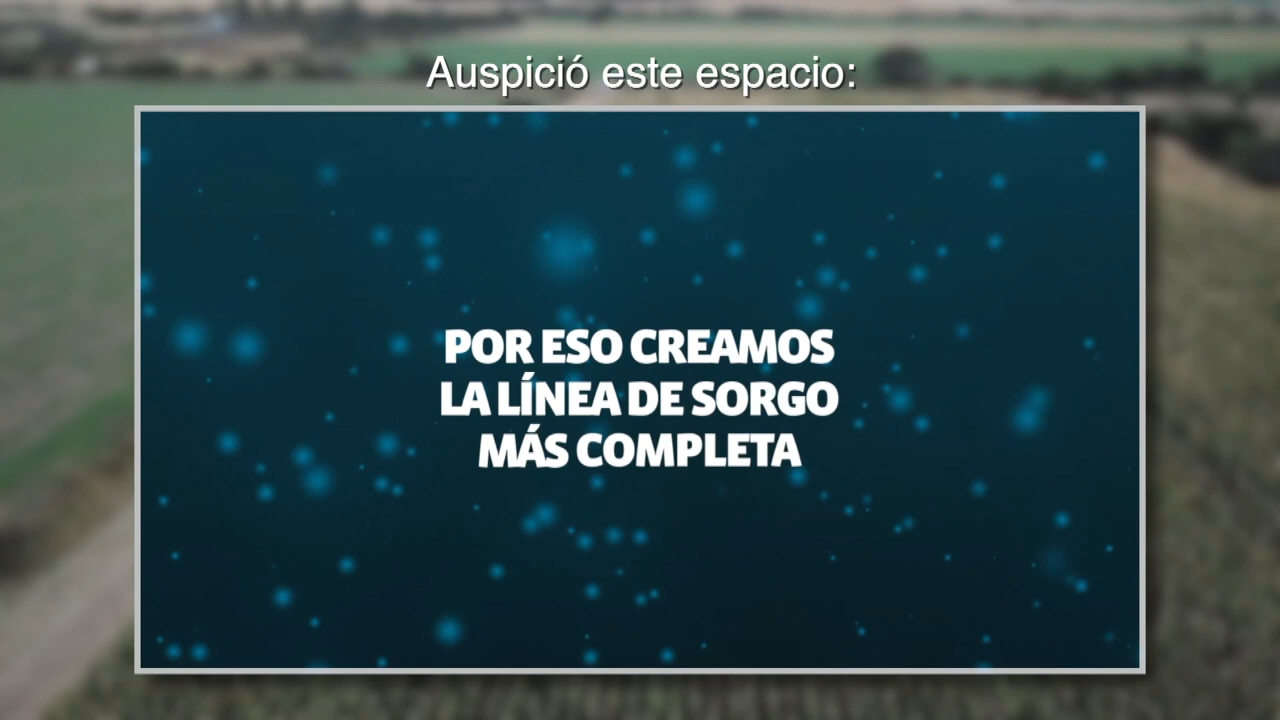 Auspició este espacio:
POR ESO CREAMOS
LA LÍNEA DE SORGO
MÁS COMPLETA